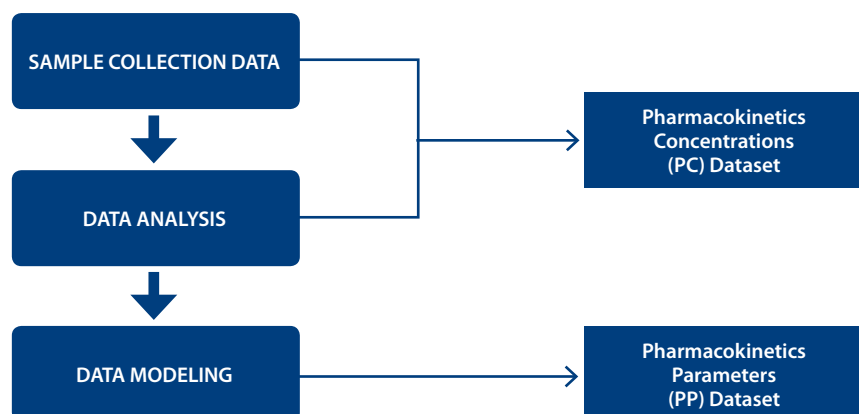 SAMPLE COLLECTION DATA
Pharmacokinetics
Concentrations
(PC) Dataset
DATA ANALYSIS
DATA MODELING
Pharmacokinetics
Parameters
(PP) Dataset